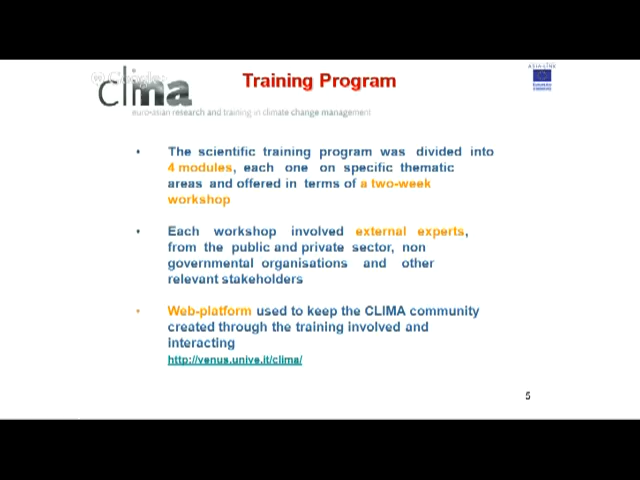 Training Program
ASIA-LINK
clima
euro-asian research and training in climate change management
• The scientific training program was divided into
4 modules, each one on specific thematic
areas and offered in terms of a two-week
workshop
• Each workshop involved external experts,
from the public and private sector, non
governmental organisations and other
relevant stakeholders
• Web-platform used to keep the CLIMA community
created through the training involved and
interacting
http://venus.unive.it/clima/
5